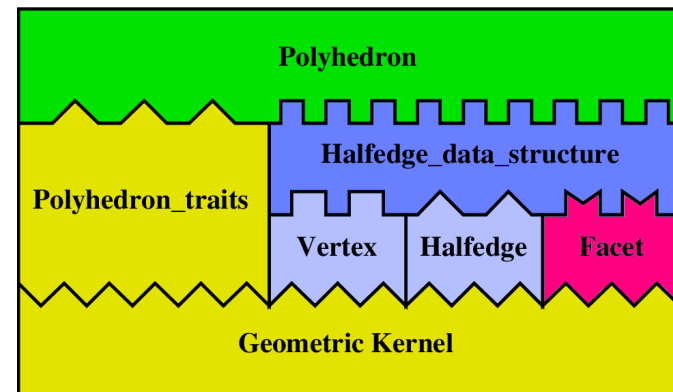 Polyhedron
Halfedge_data_structure
Polyhedron_traits
Vertex
Halfedge
Facet
Geometric Kernel